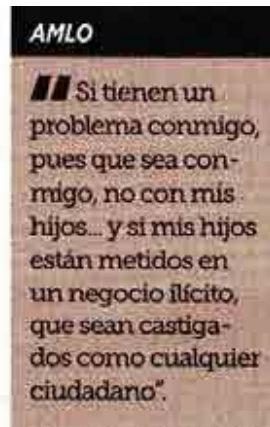 AMLO
"Si tienen un
problema conmigo,
pues que sea con-
migo, no con mis
hijos... y si mis hijos
están metidos en
un negocio ilícito,
que sean castiga-
dos como cualquier
ciudadano".